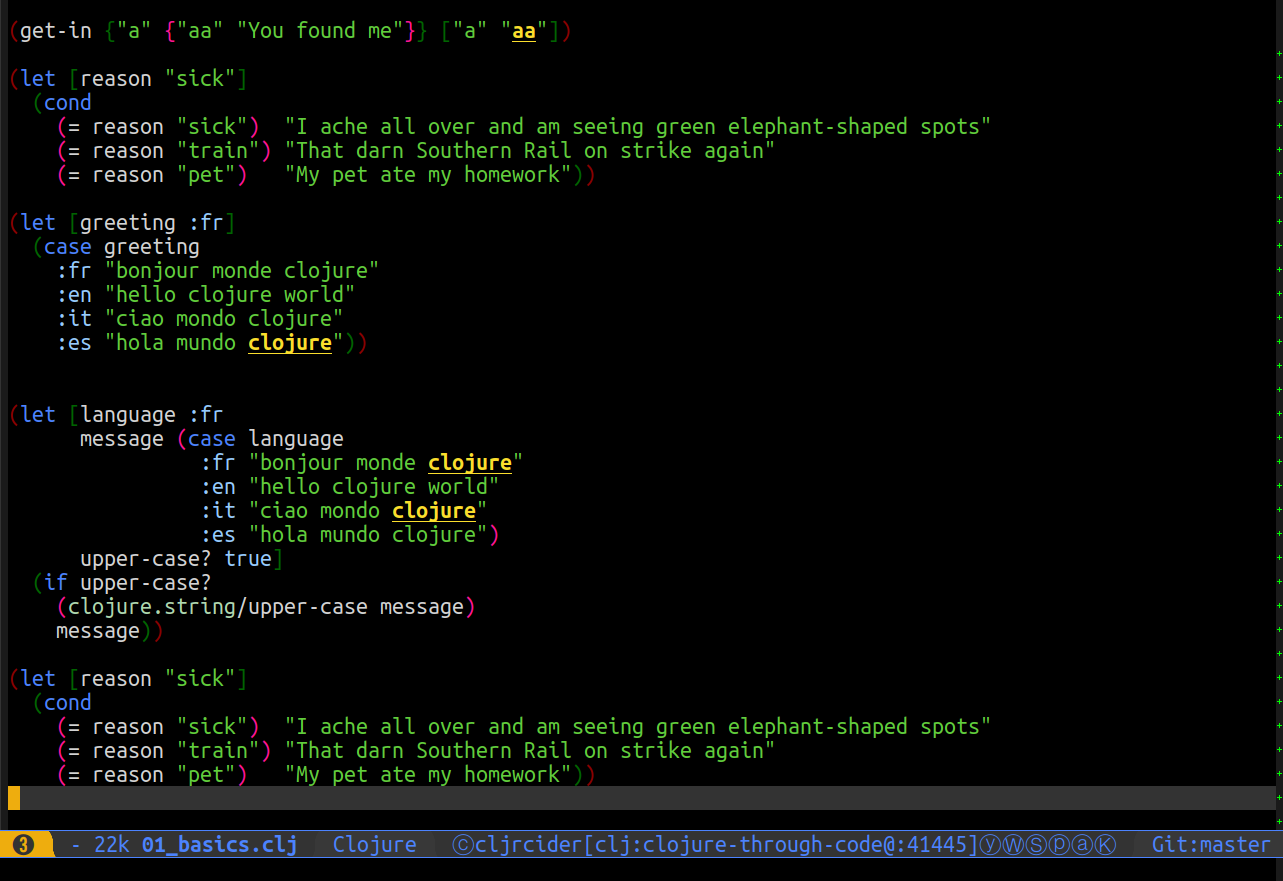 (get-in {"a" {"aa" "You found me"}} ["a" "aa"])

(let [reason "sick"]
  (cond
    (= reason "sick")  "I ache all over and am seeing green elephant-shaped spots"
    (= reason "train") "That darn Southern Rail on strike again"
    (= reason "pet")   "My pet ate my homework"))

(let [greeting :fr]
  (case greeting
    :fr "bonjour monde clojure"
    :en "hello clojure world"
    :it "ciao mondo clojure"
    :es "hola mundo clojure"))

(let [language :fr
      message (case language
                :fr "bonjour monde clojure"
                :en "hello clojure world"
                :it "ciao mondo clojure"
                :es "hola mundo clojure")
      upper-case? true]
  (if upper-case?
    (clojure.string/upper-case message)
    message))

(let [reason "sick"]
  (cond
    (= reason "sick")  "I ache all over and am seeing green elephant-shaped spots"
    (= reason "train") "That darn Southern Rail on strike again"
    (= reason "pet")   "My pet ate my homework"))
❸ - 22k 01_basics.clj Clojure ⓒcljrcider[clj:clojure-through-code@:41445]ⓨⓌⓈⓟⓐⓀ Git:master